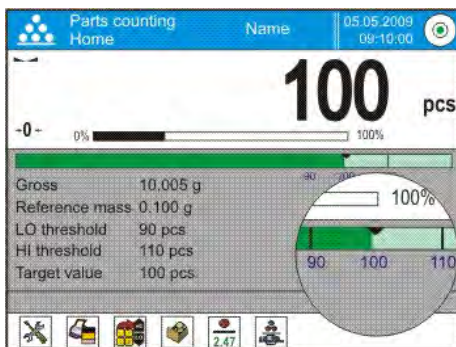 Parts counting
Home
Name
05.05.2009
09:10:00
100 pcs
→0←
0% 100%
90 100
Gross 10.005 g
Reference mass 0.100 g
LO threshold 90 pcs
HI threshold 110 pcs
Target value 100 pcs
100%
90 100 110
2.47